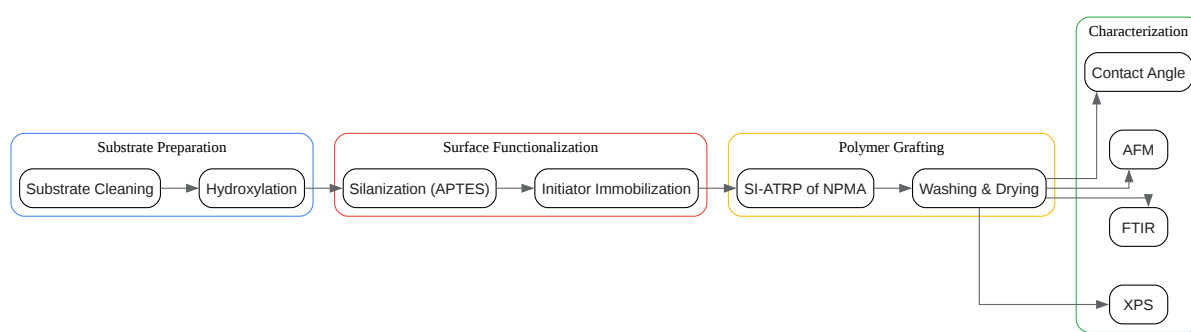 Characterization
Contact Angle
Substrate Preparation
Substrate Cleaning
Hydroxylation
Surface Functionalization
Silanization (APTES)
Initiator Immobilization
Polymer Grafting
SI-ATRP of NPMA
Washing & Drying
AFM
FTIR
XPS